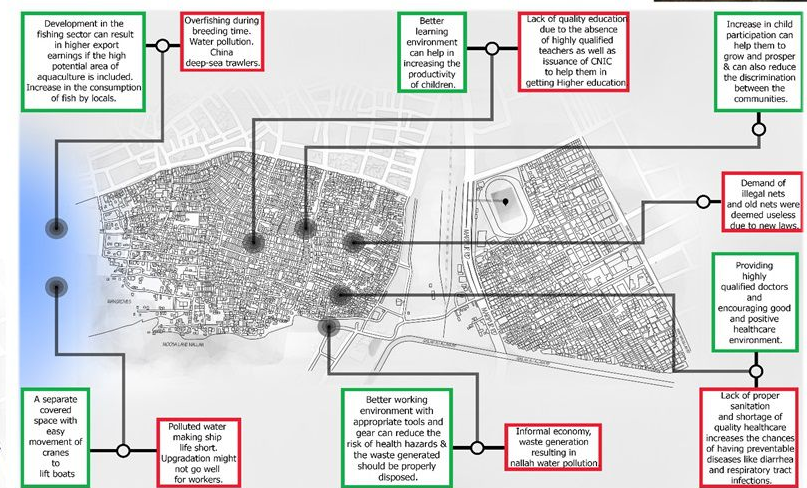 Development in the
fishing sector can result
in higher export
earnings if the high
potential area of
aquaculture is included.
Increase in the consumption
of fish by locals.
Overfishing during
breeding time.
Water pollution.
China
deep-sea trawlers.
Better
learning
environment
can help in
increasing the
productivity
of children.
Lack of quality education
due to the absence
of highly qualified
teachers as well as
issuance of CNIC
to help them in
getting Higher education
Increase in child
participation can
help them to
grow and prosper
& can also reduce
the discrimination
between the
communities.
Demand of
illegal nets
and old nets were
deemed useless
due to new laws.
Providing
highly
qualified doctors
and
encouraging good
and positive
healthcare
environment.
Lack of proper
sanitation
and shortage of
quality healthcare
increases the chances
of having preventable
diseases like diarrhea
and respiratory tract
infections.
A separate
covered
space with
easy
movement of
cranes
to
lift boats
Polluted water
making ship
life short.
Upgradation might
not go well
for workers.
Better working
environment with
appropriate tools and
gear can reduce the
risk of health hazards &
the waste generated
should be properly
disposed.
Informal economy,
waste generation
resulting in
nallah water pollution